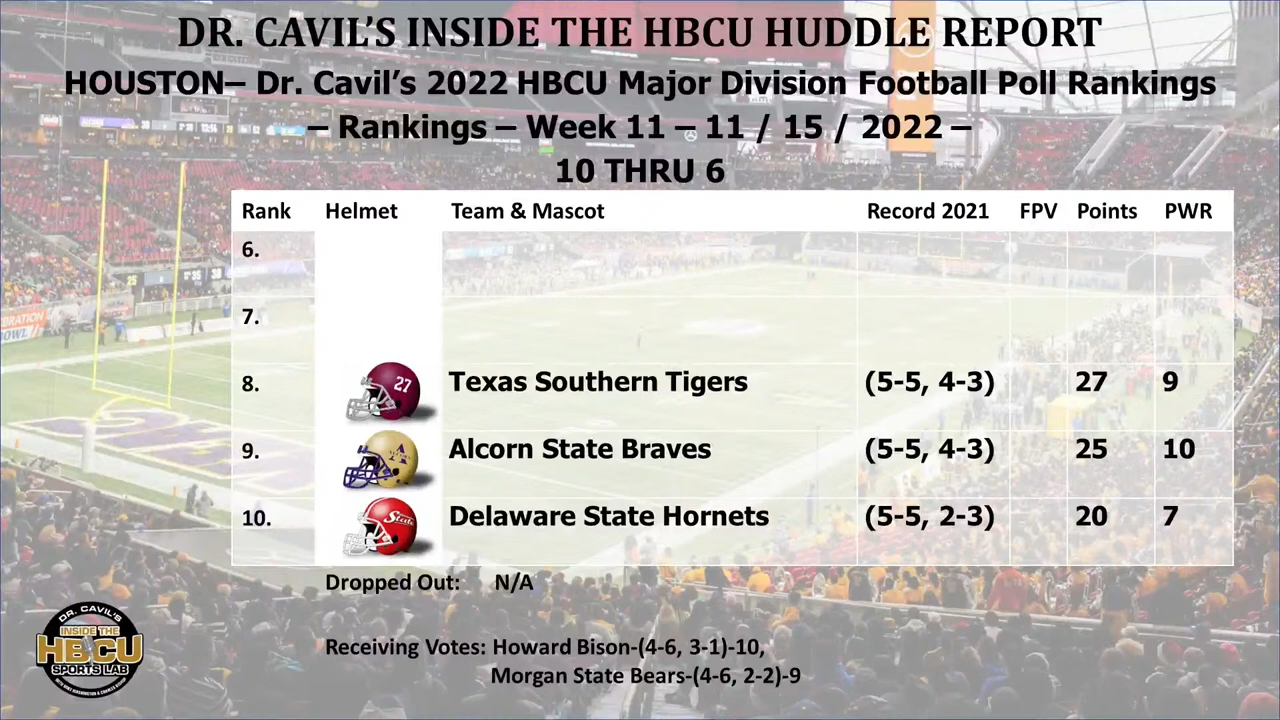 DR. CAVIL'S INSIDE THE HBCU HUDDLE REPORT
HOUSTON– Dr. Cavil's 2022 HBCU Major Division Football Poll Rankings
– Rankings – Week 11 – 11 / 15 / 2022 –
10 THRU 6
Rank Helmet Team & Mascot Record 2021 FPV Points PWR
6.
7.
8. 27 Texas Southern Tigers (5-5, 4-3) 27 9
9. A Alcorn State Braves (5-5, 4-3) 25 10
10. State Delaware State Hornets (5-5, 2-3) 20 7
Dropped Out: N/A
Receiving Votes: Howard Bison-(4-6, 3-1)-10,
Morgan State Bears-(4-6, 2-2)-9
DR. CAVIL'S
INSIDE THE
HBCU
SPORTS LAB